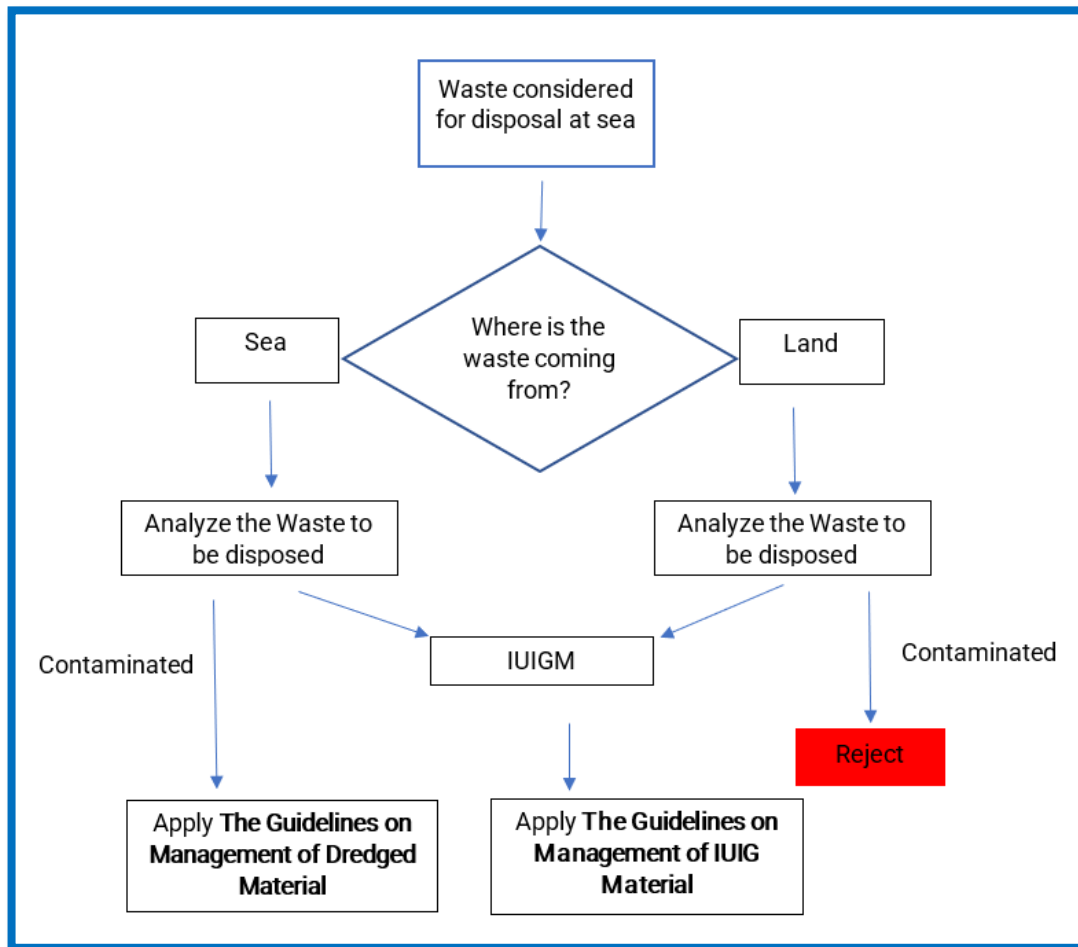 Waste considered
for disposal at sea
Where is the
waste coming
from?
Sea
Land
Analyze the Waste to
be disposed
Analyze the Waste to
be disposed
Contaminated
IUIGM
Contaminated
Reject
Apply The Guidelines on
Management of Dredged
Material
Apply The Guidelines on
Management of IUIG
Material